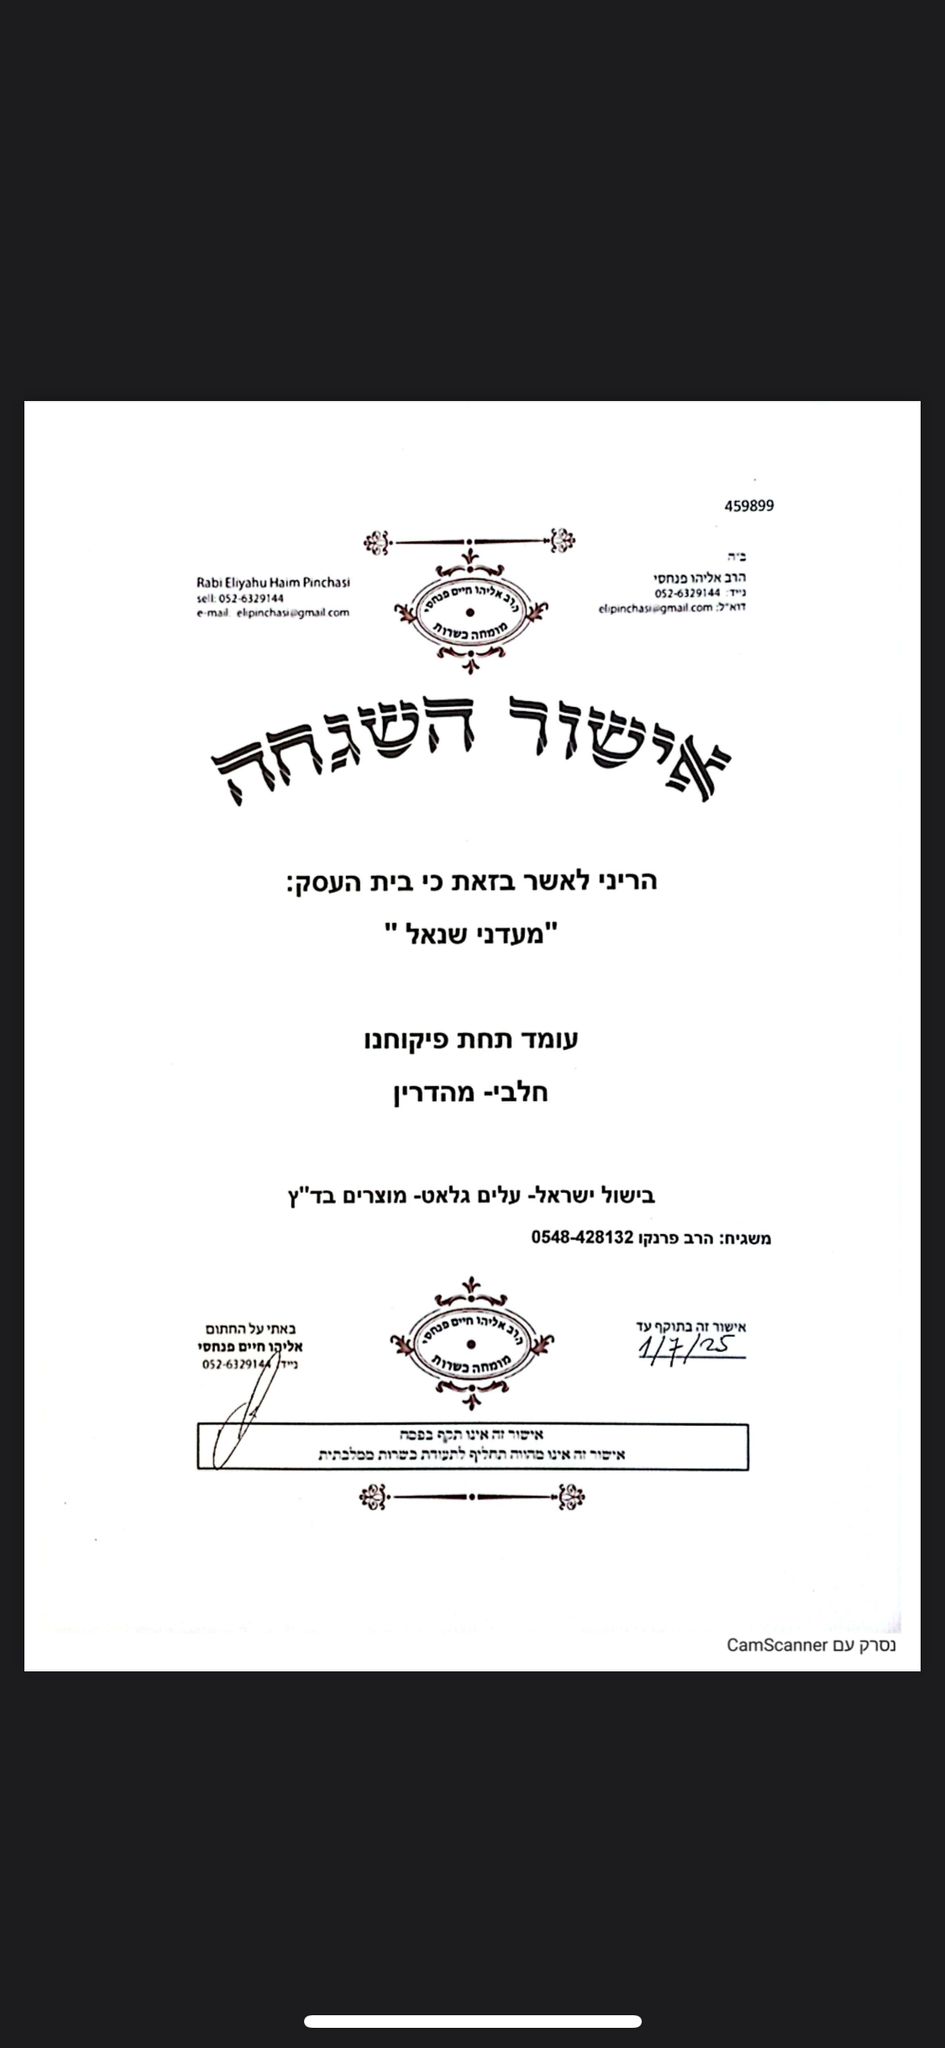 459899
ב״ה
הרב אליהו פנחסי
נייד: 052-6329144
דוא״ל: elipinchasi@gmail.com
Rabi Eliyahu Haim Pinchasi
sell: 052-6329144
e-mail. elipinchasi@gmail.com
הרב אליהו חיים פנחסי
מומחה כשרות
אישור השגחה
הריני לאשר בזאת כי בית העסק:
"מעדני שנאל "
עומד תחת פיקוחנו
חלבי- מהדרין
בישול ישראל- עלים גלאט- מוצרים בד"ץ
משגיח: הרב פרנקו 0548-428132
אישור זה בתוקף עד
1/7/25
הרב אליהו חיים פנחסי
מומחה כשרות
באתי על החתום
אליהו חיים פנחסי
נייד: 052-6329144
אישור זה אינו תקף בפסח
אישור זה אינו מהווה תחליף לתעודת כשרות ממלכתית
נסרק עם CamScanner